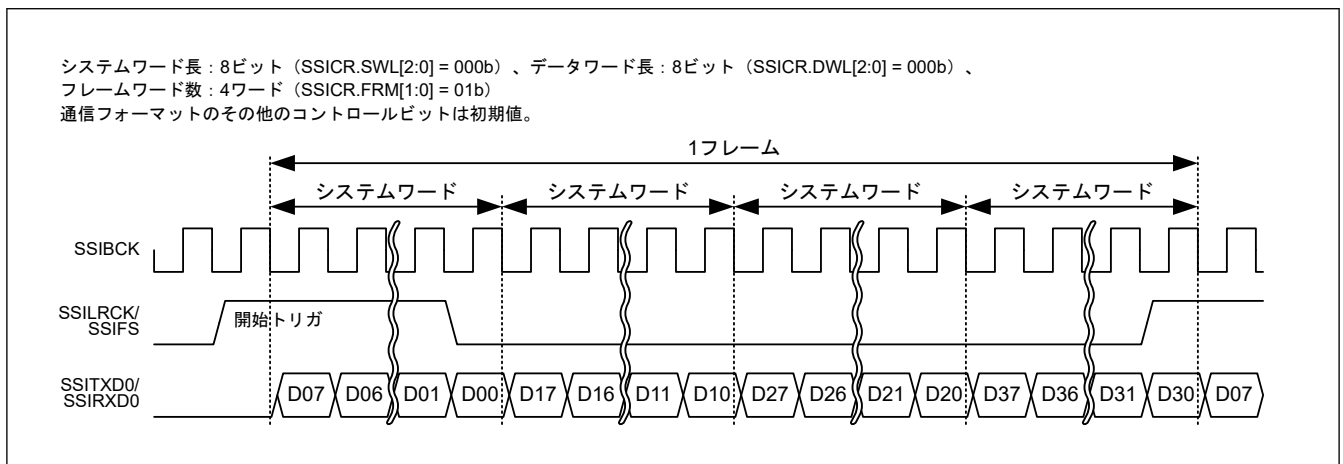 システムワード長：8ビット（SSICR.SWL[2:0] = 000b）、データワード長：8ビット（SSICR.DWL[2:0] = 000b）、
フレームワード数：4ワード（SSICR.FRM[1:0] = 01b）
通信フォーマットのその他のコントロールビットは初期値。
1フレーム
システムワード システムワード システムワード システムワード
SSIBCK
SSILRCK/
SSIFS
開始トリガ
SSITXD0/
SSIRXD0
D07 D06 D01 D00 D17 D16 D11 D10 D27 D26 D21 D20 D37 D36 D31 D30 D07